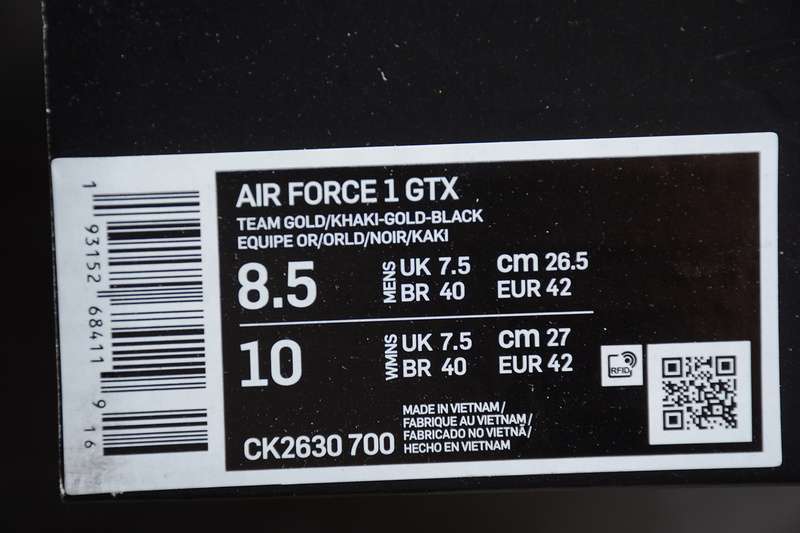 AIR FORCE 1 GTX
TEAM GOLD/KHAKI-GOLD-BLACK
EQUIPE OR/ORLD/NOIR/KAKI
8.5 MENS UK 7.5 cm 26.5
BR 40 EUR 42
10 WMNS UK 7.5 cm 27
BR 40 EUR 42
RFID
CK2630 700
MADE IN VIETNAM/
FABRIQUE AU VIETNAM/
FABRICADO NO VIETNÃ/
HECHO EN VIETNAM
1 93152 68411 9 16